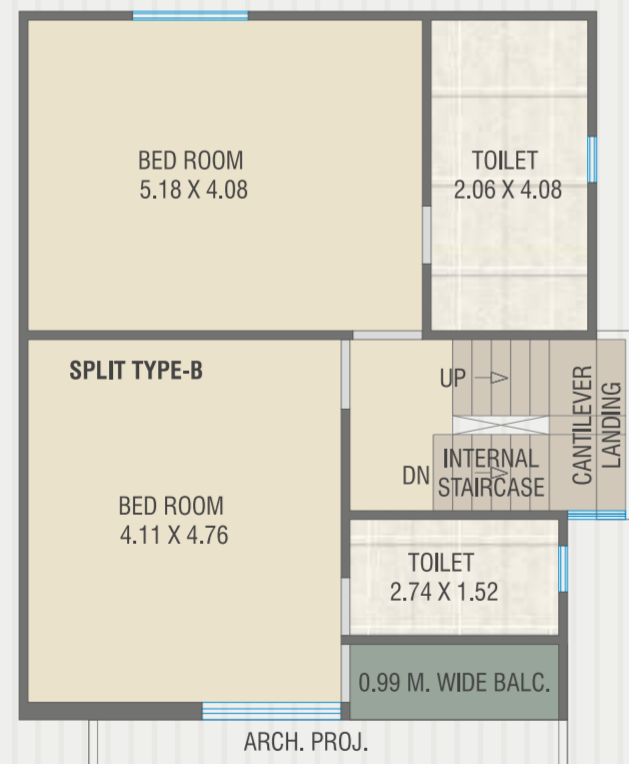 BED ROOM
5.18 X 4.08
TOILET
2.06 X 4.08
SPLIT TYPE-B
UP
CANTILEVER
LANDING
DN
INTERNAL
STAIRCASE
BED ROOM
4.11 X 4.76
TOILET
2.74 X 1.52
0.99 M. WIDE BALC.
ARCH. PROJ.